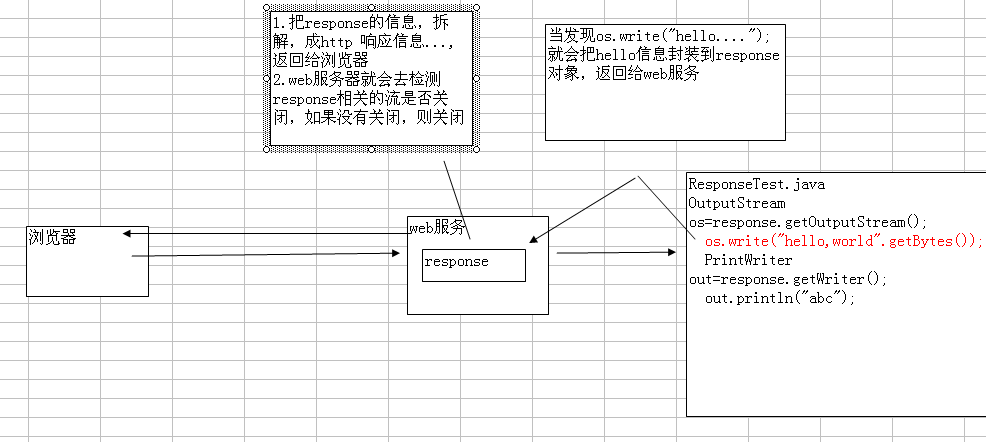 1.把response的信息，拆
解，成http 响应信息...,
返回给浏览器
2.web服务器就会去检测
response相关的流是否关
闭，如果没有关闭，则关闭
当发现os.write("hello....");
就会把hello信息封装到response
对象，返回给web服务
浏览器
web服务
response
ResponseTest.java
OutputStream
os=response.getOutputStream();
os.write("hello,world".getBytes());
PrintWriter
out=response.getWriter();
out.println("abc");